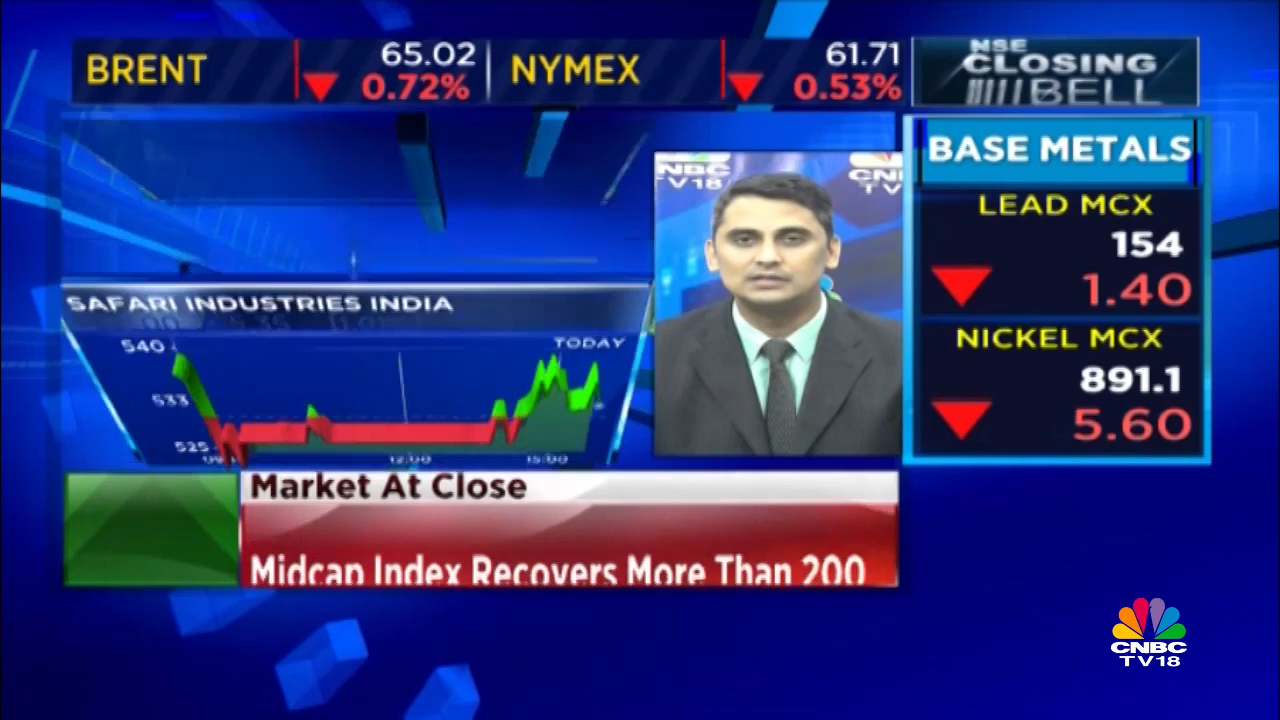 BRENT
65.02
0.72%
NYMEX
61.71
0.53%
NSE
CLOSING
BELL
BASE METALS
LEAD MCX
154
1.40
NICKEL MCX
891.1
5.60
SAFARI INDUSTRIES INDIA
TODAY
540
533
525
12:00
15:00
Market At Close
Midcap Index Recovers More Than 200
CNBC
TV18